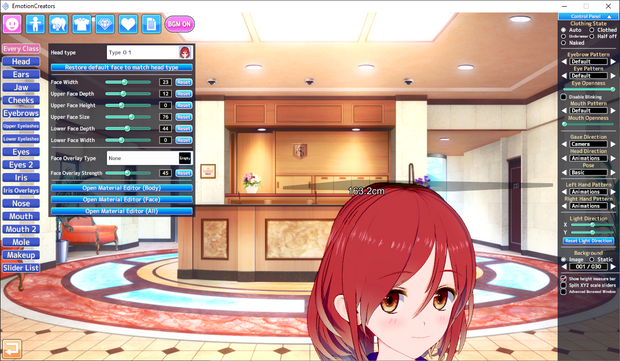 EmotionCreators
BGM ON
Every Class
Head
Ears
Jaw
Cheeks
Eyebrows
Upper Eyelashes
Lower Eyelashes
Eyes
Eyes 2
Iris
Iris Overlays
Nose
Mouth
Mouth 2
Mole
Makeup
Slider List
Head type
Type 01
Restore default face to match head type
Face Width 23 Reset
Upper Face Depth 12 Reset
Upper Face Height 0 Reset
Upper Face Size 76 Reset
Lower Face Depth 44 Reset
Lower Face Width 0 Reset
Face Overlay Type None
Face Overlay Strength 45 Reset
Open Material Editor (Body)
Open Material Editor (Face)
Open Material Editor (All)
163.2cm
Control Panel
Clothing State
Auto Clothed
Underwear Half off
Naked
Eyebrow Pattern
Default
Eye Pattern
Default
Eye Openness
Disable Blinking
Mouth Pattern
Default
Mouth Openness
Gaze Direction
Camera
Head Direction
Animations
Pose
Basic
Left Hand Pattern
Animations
Right Hand Pattern
Animations
Light Direction
X
Y
Reset Light Direction
Background
Image Static
001 / 030
Show height measure bar
Split XYZ scale sliders
Advanced Bonemod Window